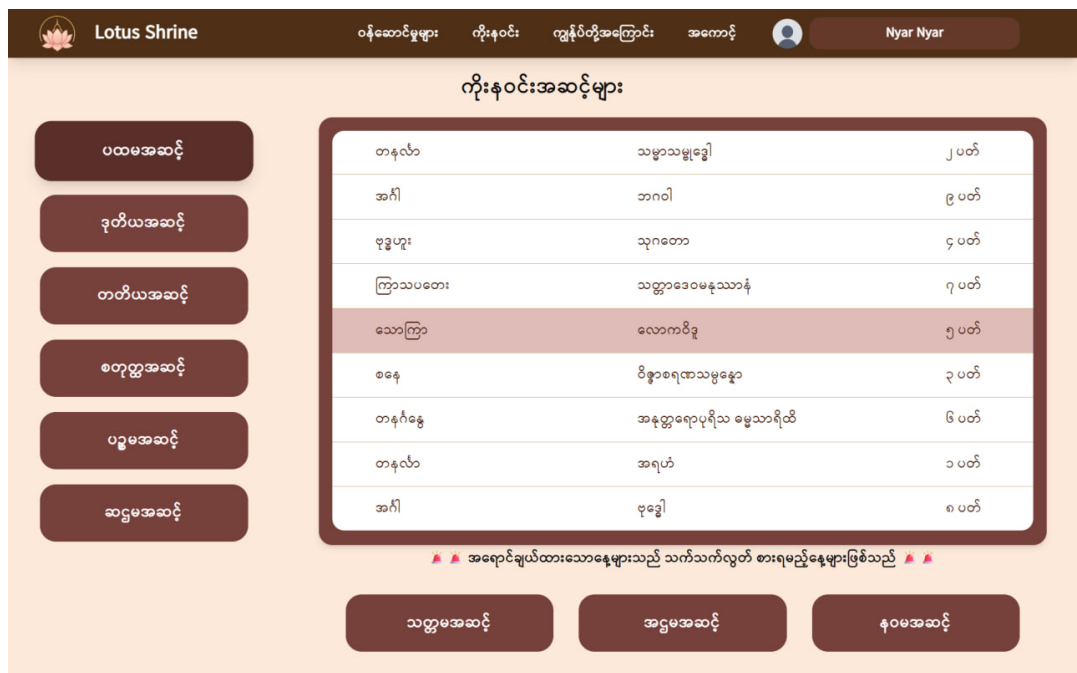 Lotus Shrine ဝန်ဆောင်မှုများ ကိုးနဝင်း ကျွန်ုပ်တို့အကြောင်း အကောင့် Nyar Nyar
ကိုးနဝင်းအဆင့်များ
ပထမအဆင့်
ဒုတိယအဆင့်
တတိယအဆင့်
စတုတ္ထအဆင့်
ပဉ္စမအဆင့်
ဆဌမအဆင့်
တနင်္လာ သမ္မာသမ္ဗုဒ္ဓေါ ၂ ပတ်
အင်္ဂါ ဘဂဝါ ၉ ပတ်
ဗုဒ္ဓဟူး သုဂတော ၄ ပတ်
ကြာသပတေး သတ္တာဒေဝမနုဿာနံ ၇ ပတ်
သောကြာ လောကဝိဒူ ၅ ပတ်
စနေ ဝိဇ္ဇာစရဏသမ္ပန္နော ၃ ပတ်
တနင်္ဂနွေ အနုတ္တရောပုရိသ ဓမ္မသာရိထိ ၆ ပတ်
တနင်္လာ အရဟံ ၁ ပတ်
အင်္ဂါ ဗုဒ္ဓေါ ၈ ပတ်
🚨 🚨 အရောင်ချယ်ထားသောနေ့များသည် သက်သက်လွတ် စားရမည့်နေ့များဖြစ်သည် 🚨 🚨
သတ္တမအဆင့် အဌမအဆင့် နဝမအဆင့်